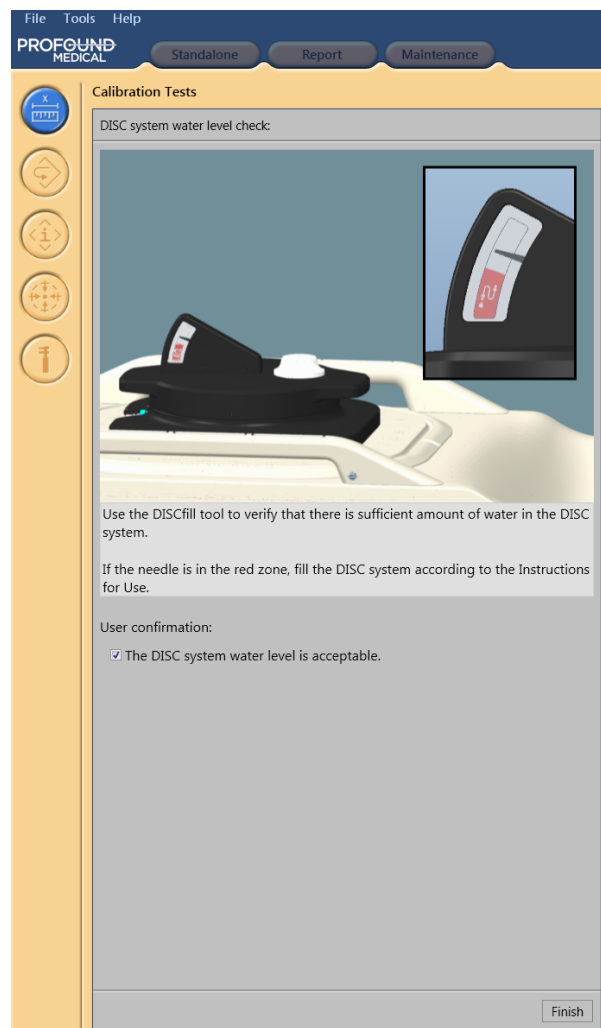 File Tools Help
PROFOUND
MEDICAL
Standalone Report Maintenance
X
i
Calibration Tests
DISC system water level check:
Use the DISCfill tool to verify that there is sufficient amount of water in the DISC
system.
If the needle is in the red zone, fill the DISC system according to the Instructions
for Use.
User confirmation:
The DISC system water level is acceptable.
Finish